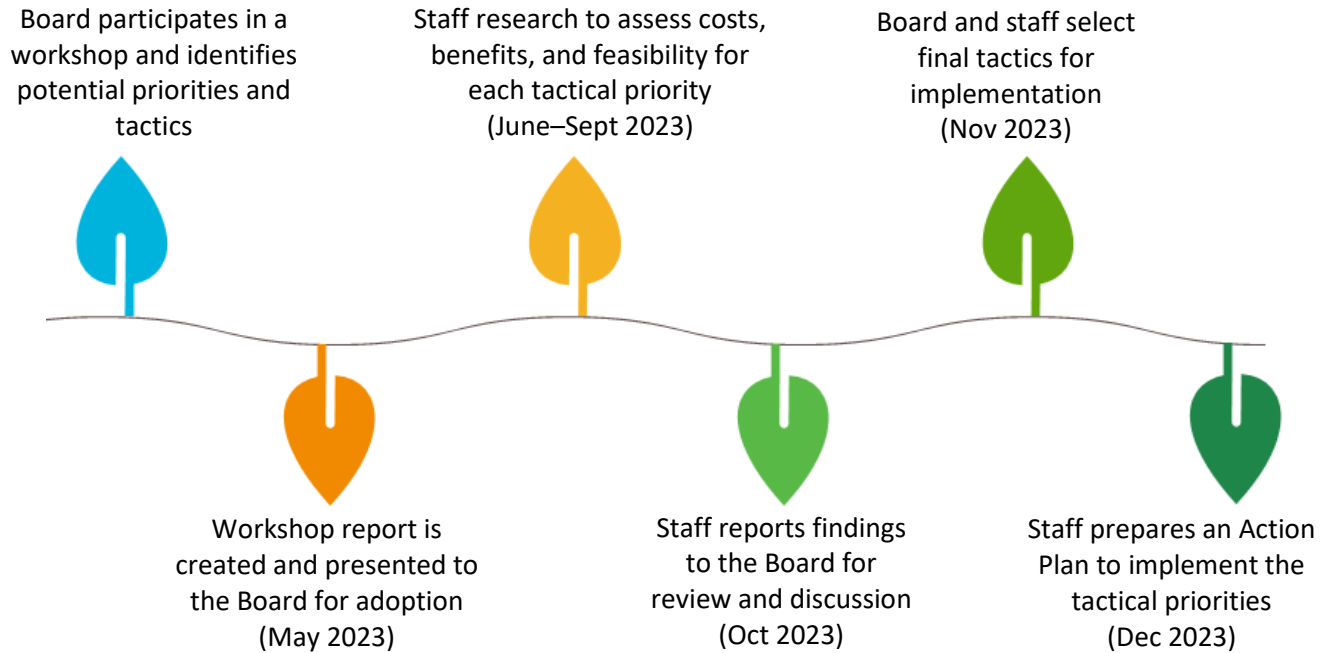 Board participates in a
workshop and identifies
potential priorities and
tactics
Workshop report is
created and presented to
the Board for adoption
(May 2023)
Staff research to assess costs,
benefits, and feasibility for
each tactical priority
(June–Sept 2023)
Staff reports findings
to the Board for
review and discussion
(Oct 2023)
Board and staff select
final tactics for
implementation
(Nov 2023)
Staff prepares an Action
Plan to implement the
tactical priorities
(Dec 2023)